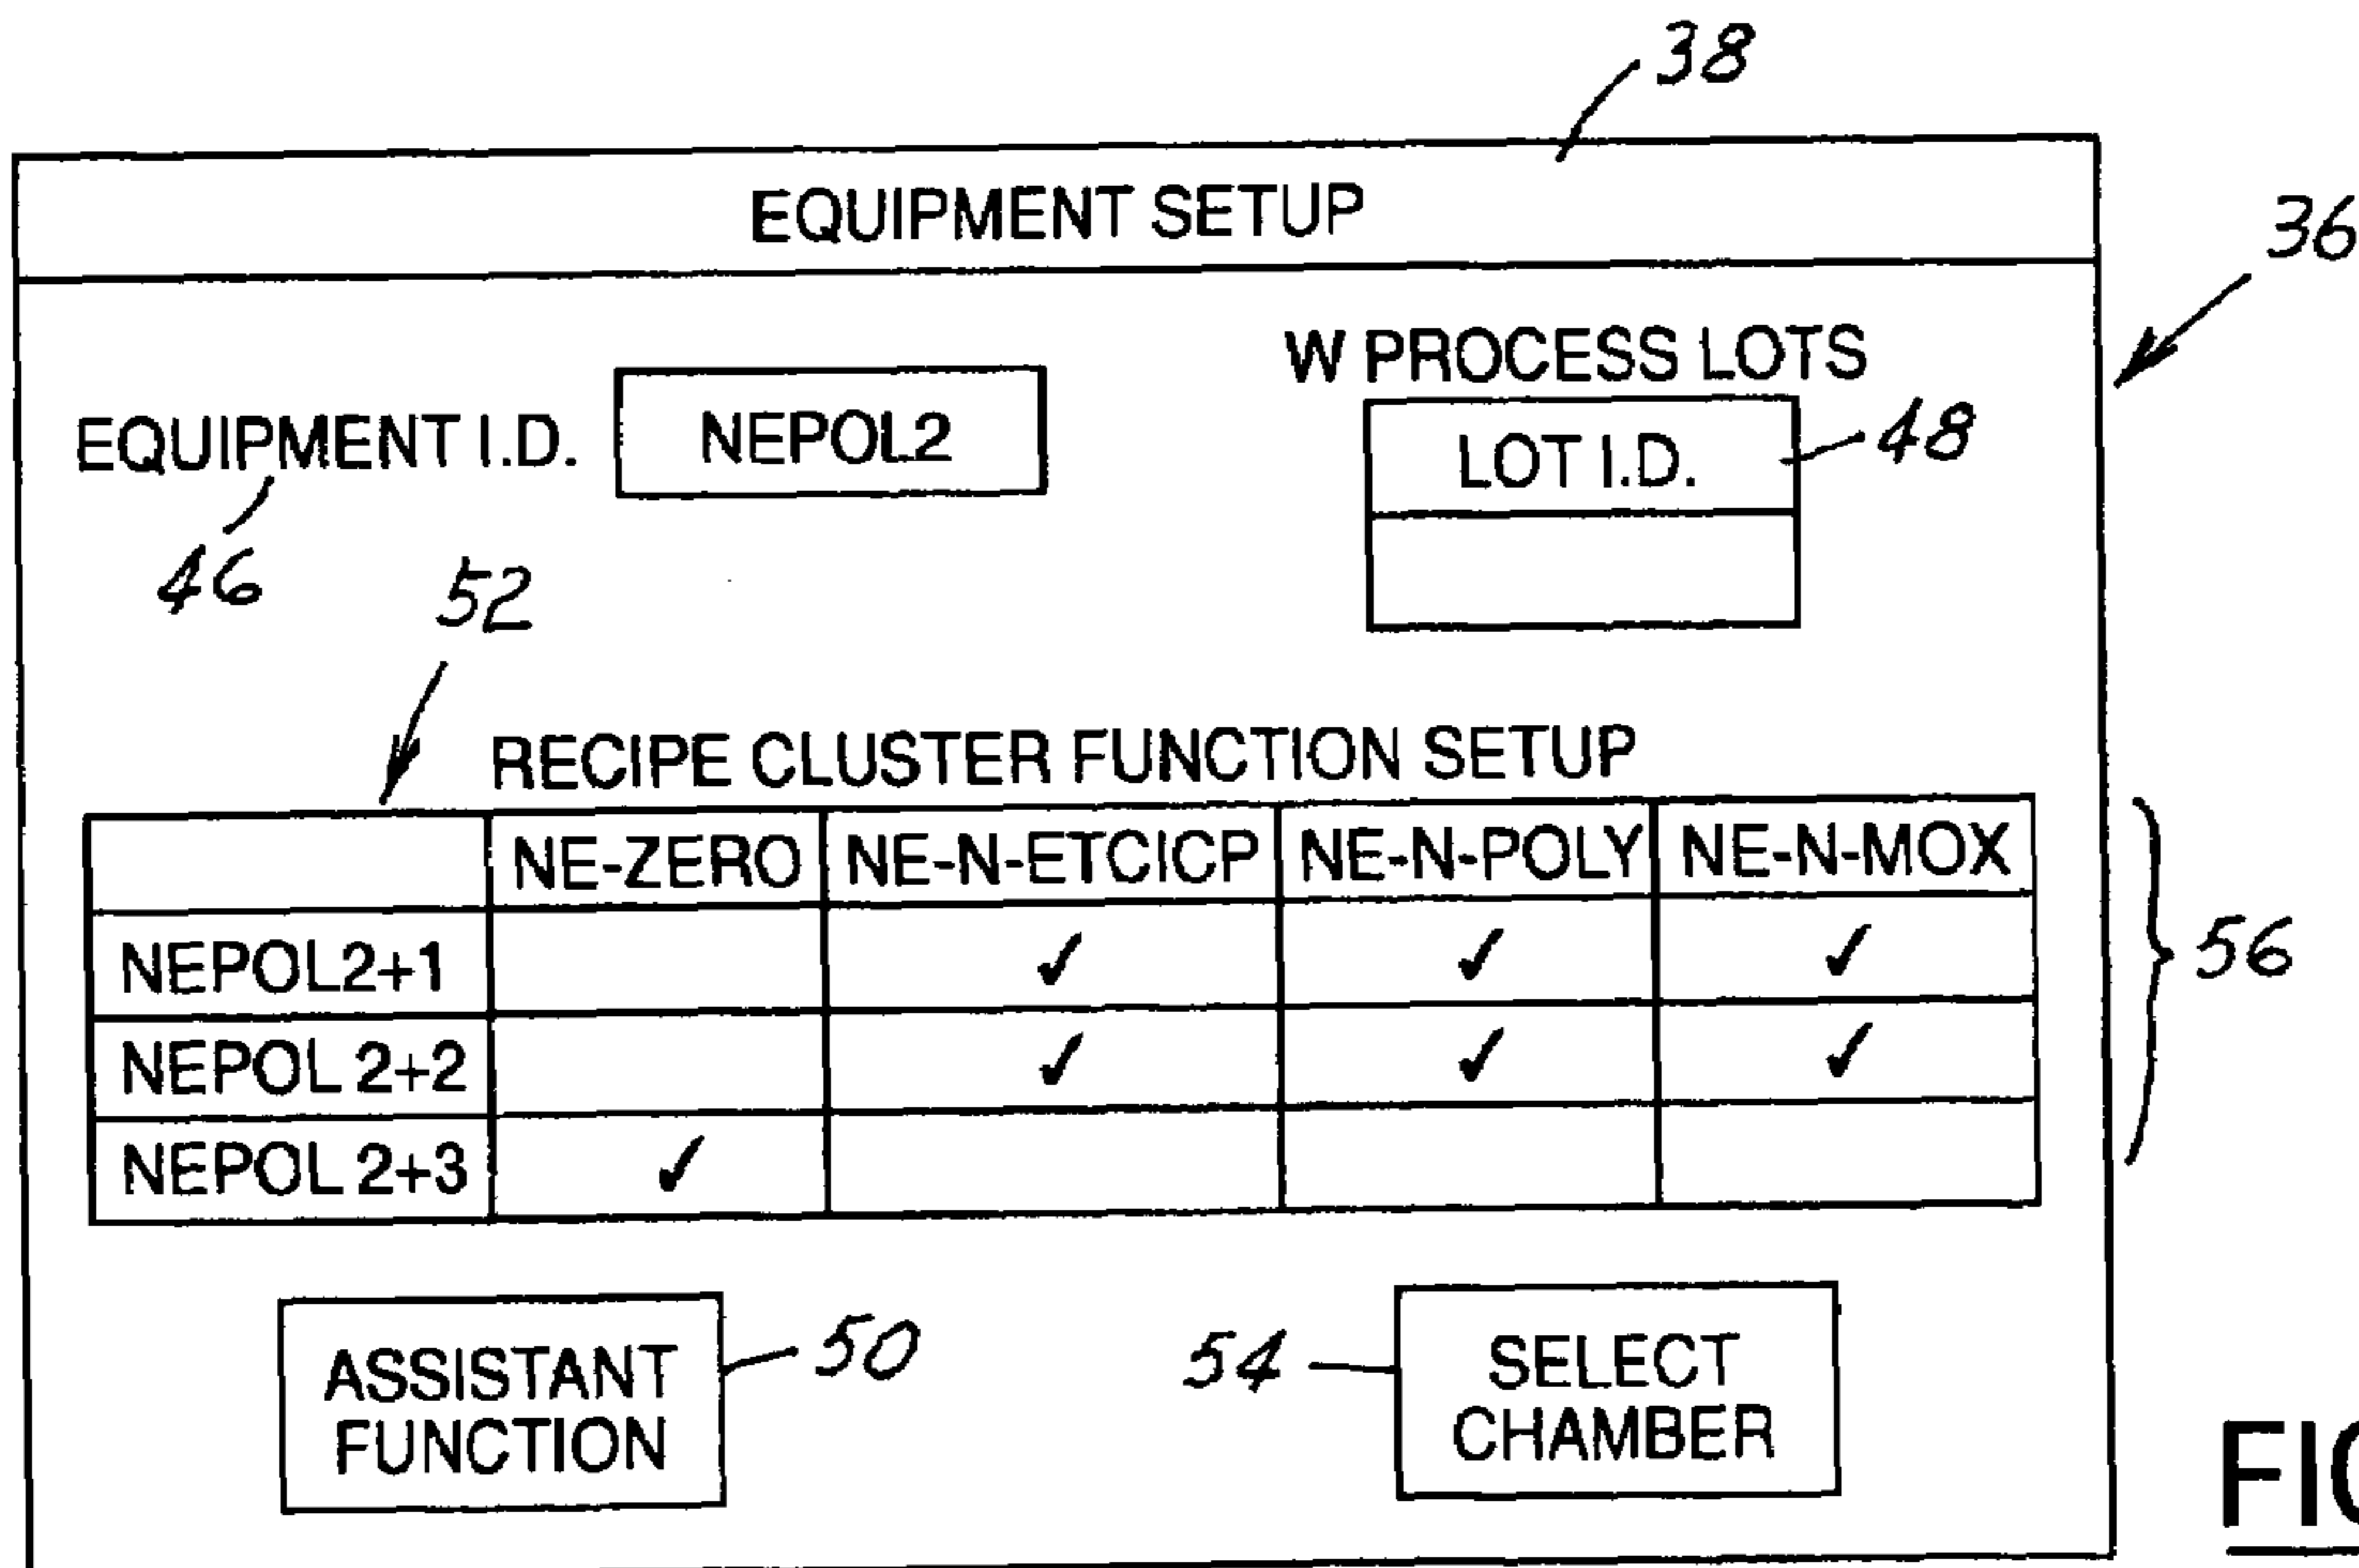 38
EQUIPMENT SETUP
36
W PROCESS LOTS
EQUIPMENT I.D. NEPOL2
LOT I.D. 48
46
52
RECIPE CLUSTER FUNCTION SETUP
NE-ZERO NE-N-ETCICP NE-N-POLY NE-N-MOX
NEPOL2+1 ✓ ✓ ✓
56
NEPOL 2+2 ✓ ✓ ✓
NEPOL 2+3 ✓
ASSISTANT FUNCTION 50
54 SELECT CHAMBER